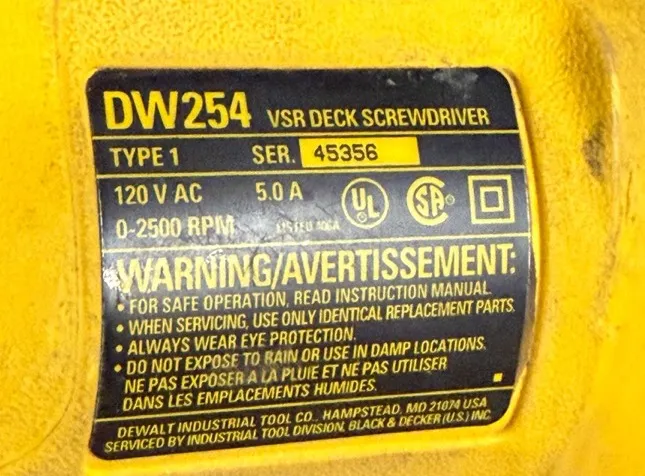 DW254 VSR DECK SCREWDRIVER
TYPE 1 SER. 45356
120 V AC 5.0 A UL SA
0-2500 RPM LISTED
WARNING/AVERTISSEMENT:
• FOR SAFE OPERATION, READ INSTRUCTION MANUAL.
• WHEN SERVICING, USE ONLY IDENTICAL REPLACEMENT PARTS.
• ALWAYS WEAR EYE PROTECTION.
• DO NOT EXPOSE TO RAIN OR USE IN DAMP LOCATIONS.
NE PAS EXPOSER A LA PLUIE ET NE PAS UTILISER
DANS LES EMPLACEMENTS HUMIDES.
DEWALT INDUSTRIAL TOOL CO., HAMPSTEAD, MD 21074 USA
SERVICED BY INDUSTRIAL TOOL DIVISION, BLACK & DECKER (U.S.) INC.